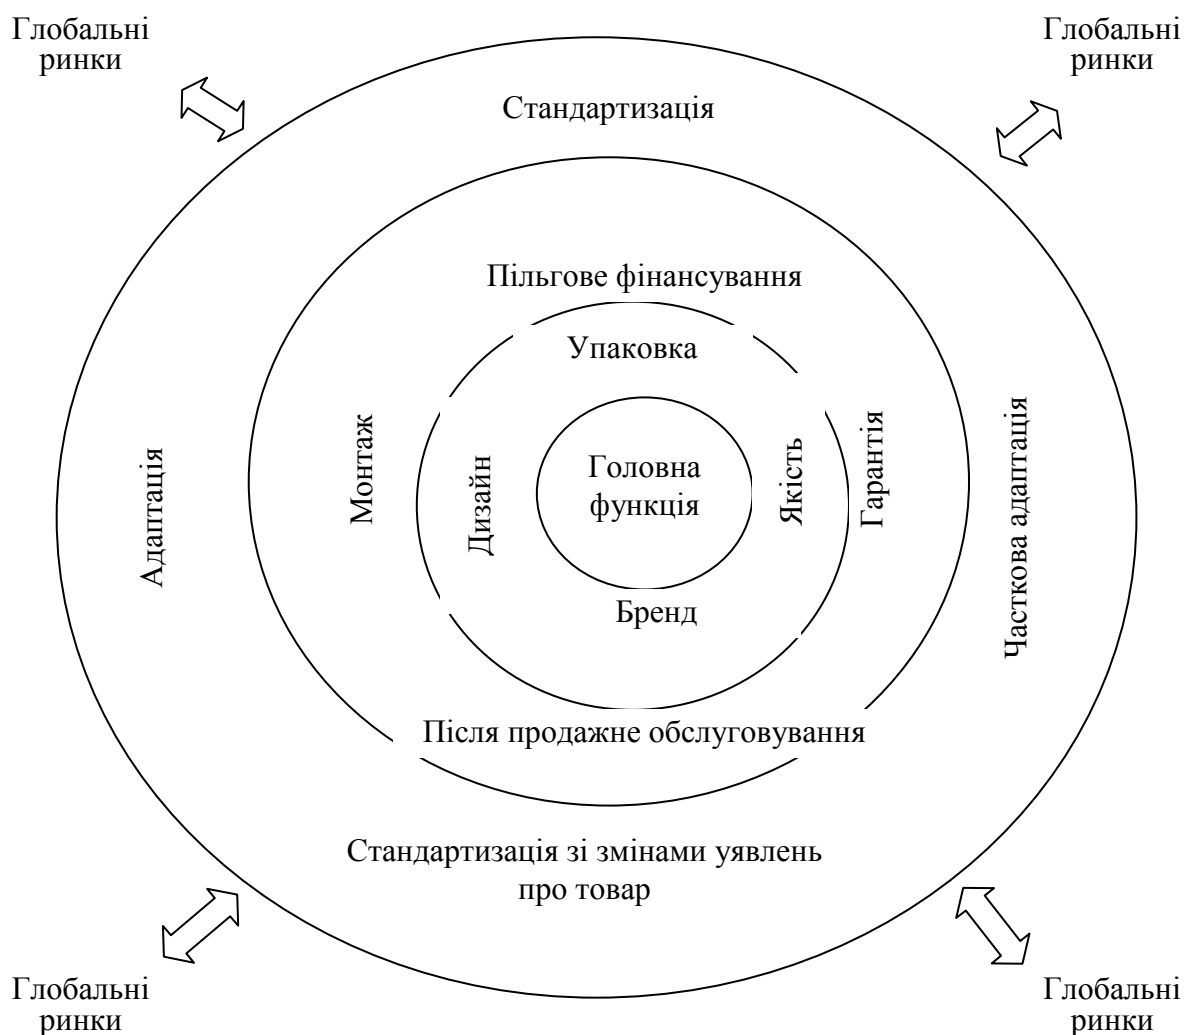 Глобальні
ринки
Глобальні
ринки
Стандартизація
Пільгове фінансування
Упаковка
Адаптація
Монтаж
Дизайн
Головна
функція
Якість
Гарантія
Часткова адаптація
Бренд
Після продажне обслуговування
Стандартизація зі змінами уявлень
про товар
Глобальні
ринки
Глобальні
ринки